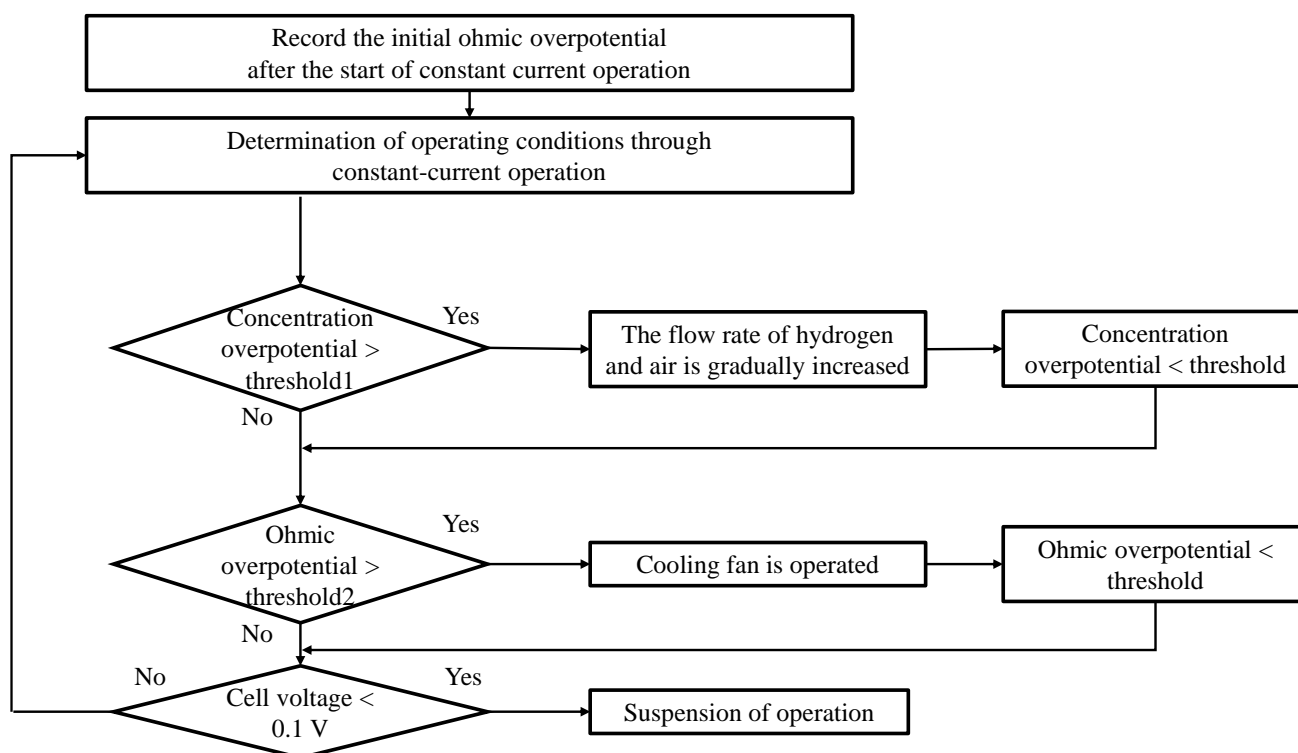 Record the initial ohmic overpotential
after the start of constant current operation
Determination of operating conditions through
constant-current operation
Concentration
overpotential >
threshold1
Yes
No
The flow rate of hydrogen
and air is gradually increased
Concentration
overpotential < threshold
Ohmic
overpotential >
threshold2
Yes
No
Cooling fan is operated
Ohmic overpotential <
threshold
Cell voltage <
0.1 V
No
Yes
Suspension of operation